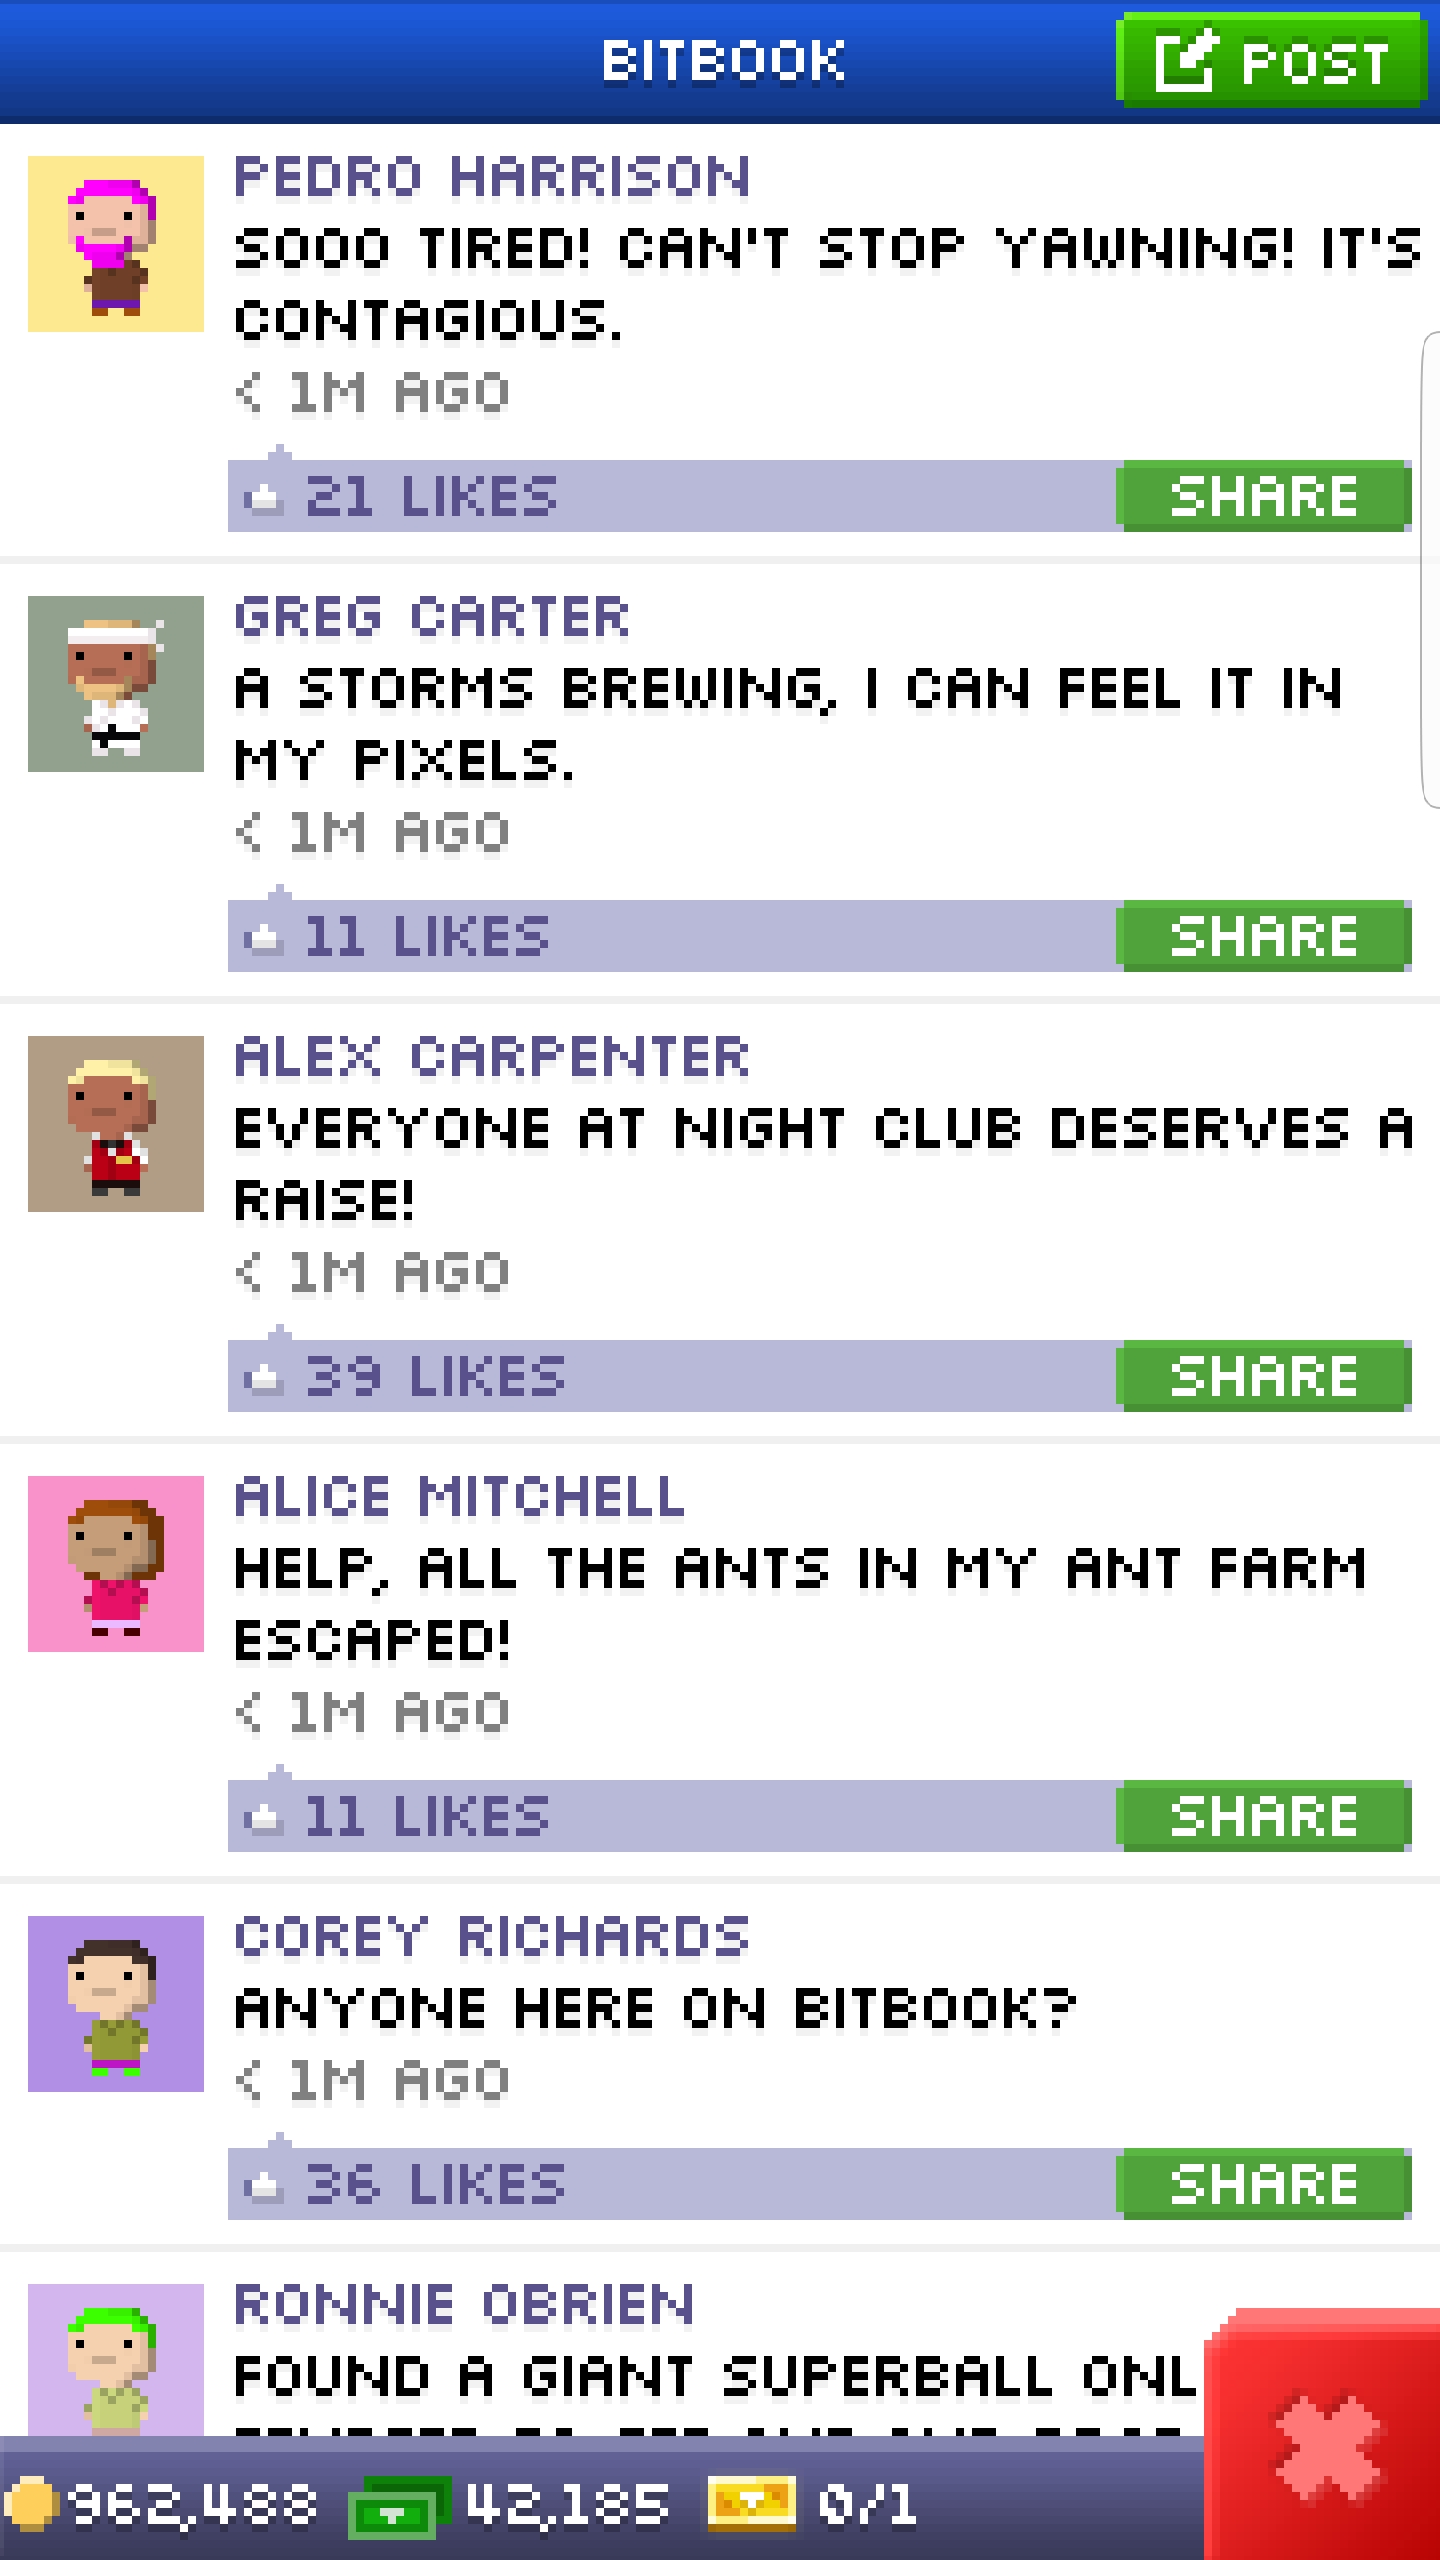 BITBOOK
POST
PEDRO HARRISON
SOOO TIRED! CAN'T STOP YAWNING! IT'S
CONTAGIOUS.
< 1M AGO
21 LIKES
SHARE
GREG CARTER
A STORMS BREWING, I CAN FEEL IT IN
MY PIXELS.
< 1M AGO
11 LIKES
SHARE
ALEX CARPENTER
EVERYONE AT NIGHT CLUB DESERVES A
RAISE!
< 1M AGO
39 LIKES
SHARE
ALICE MITCHELL
HELP, ALL THE ANTS IN MY ANT FARM
ESCAPED!
< 1M AGO
11 LIKES
SHARE
COREY RICHARDS
ANYONE HERE ON BITBOOK?
< 1M AGO
36 LIKES
SHARE
RONNIE OBRIEN
FOUND A GIANT SUPERBALL ONL
962,488
42,185
0/1